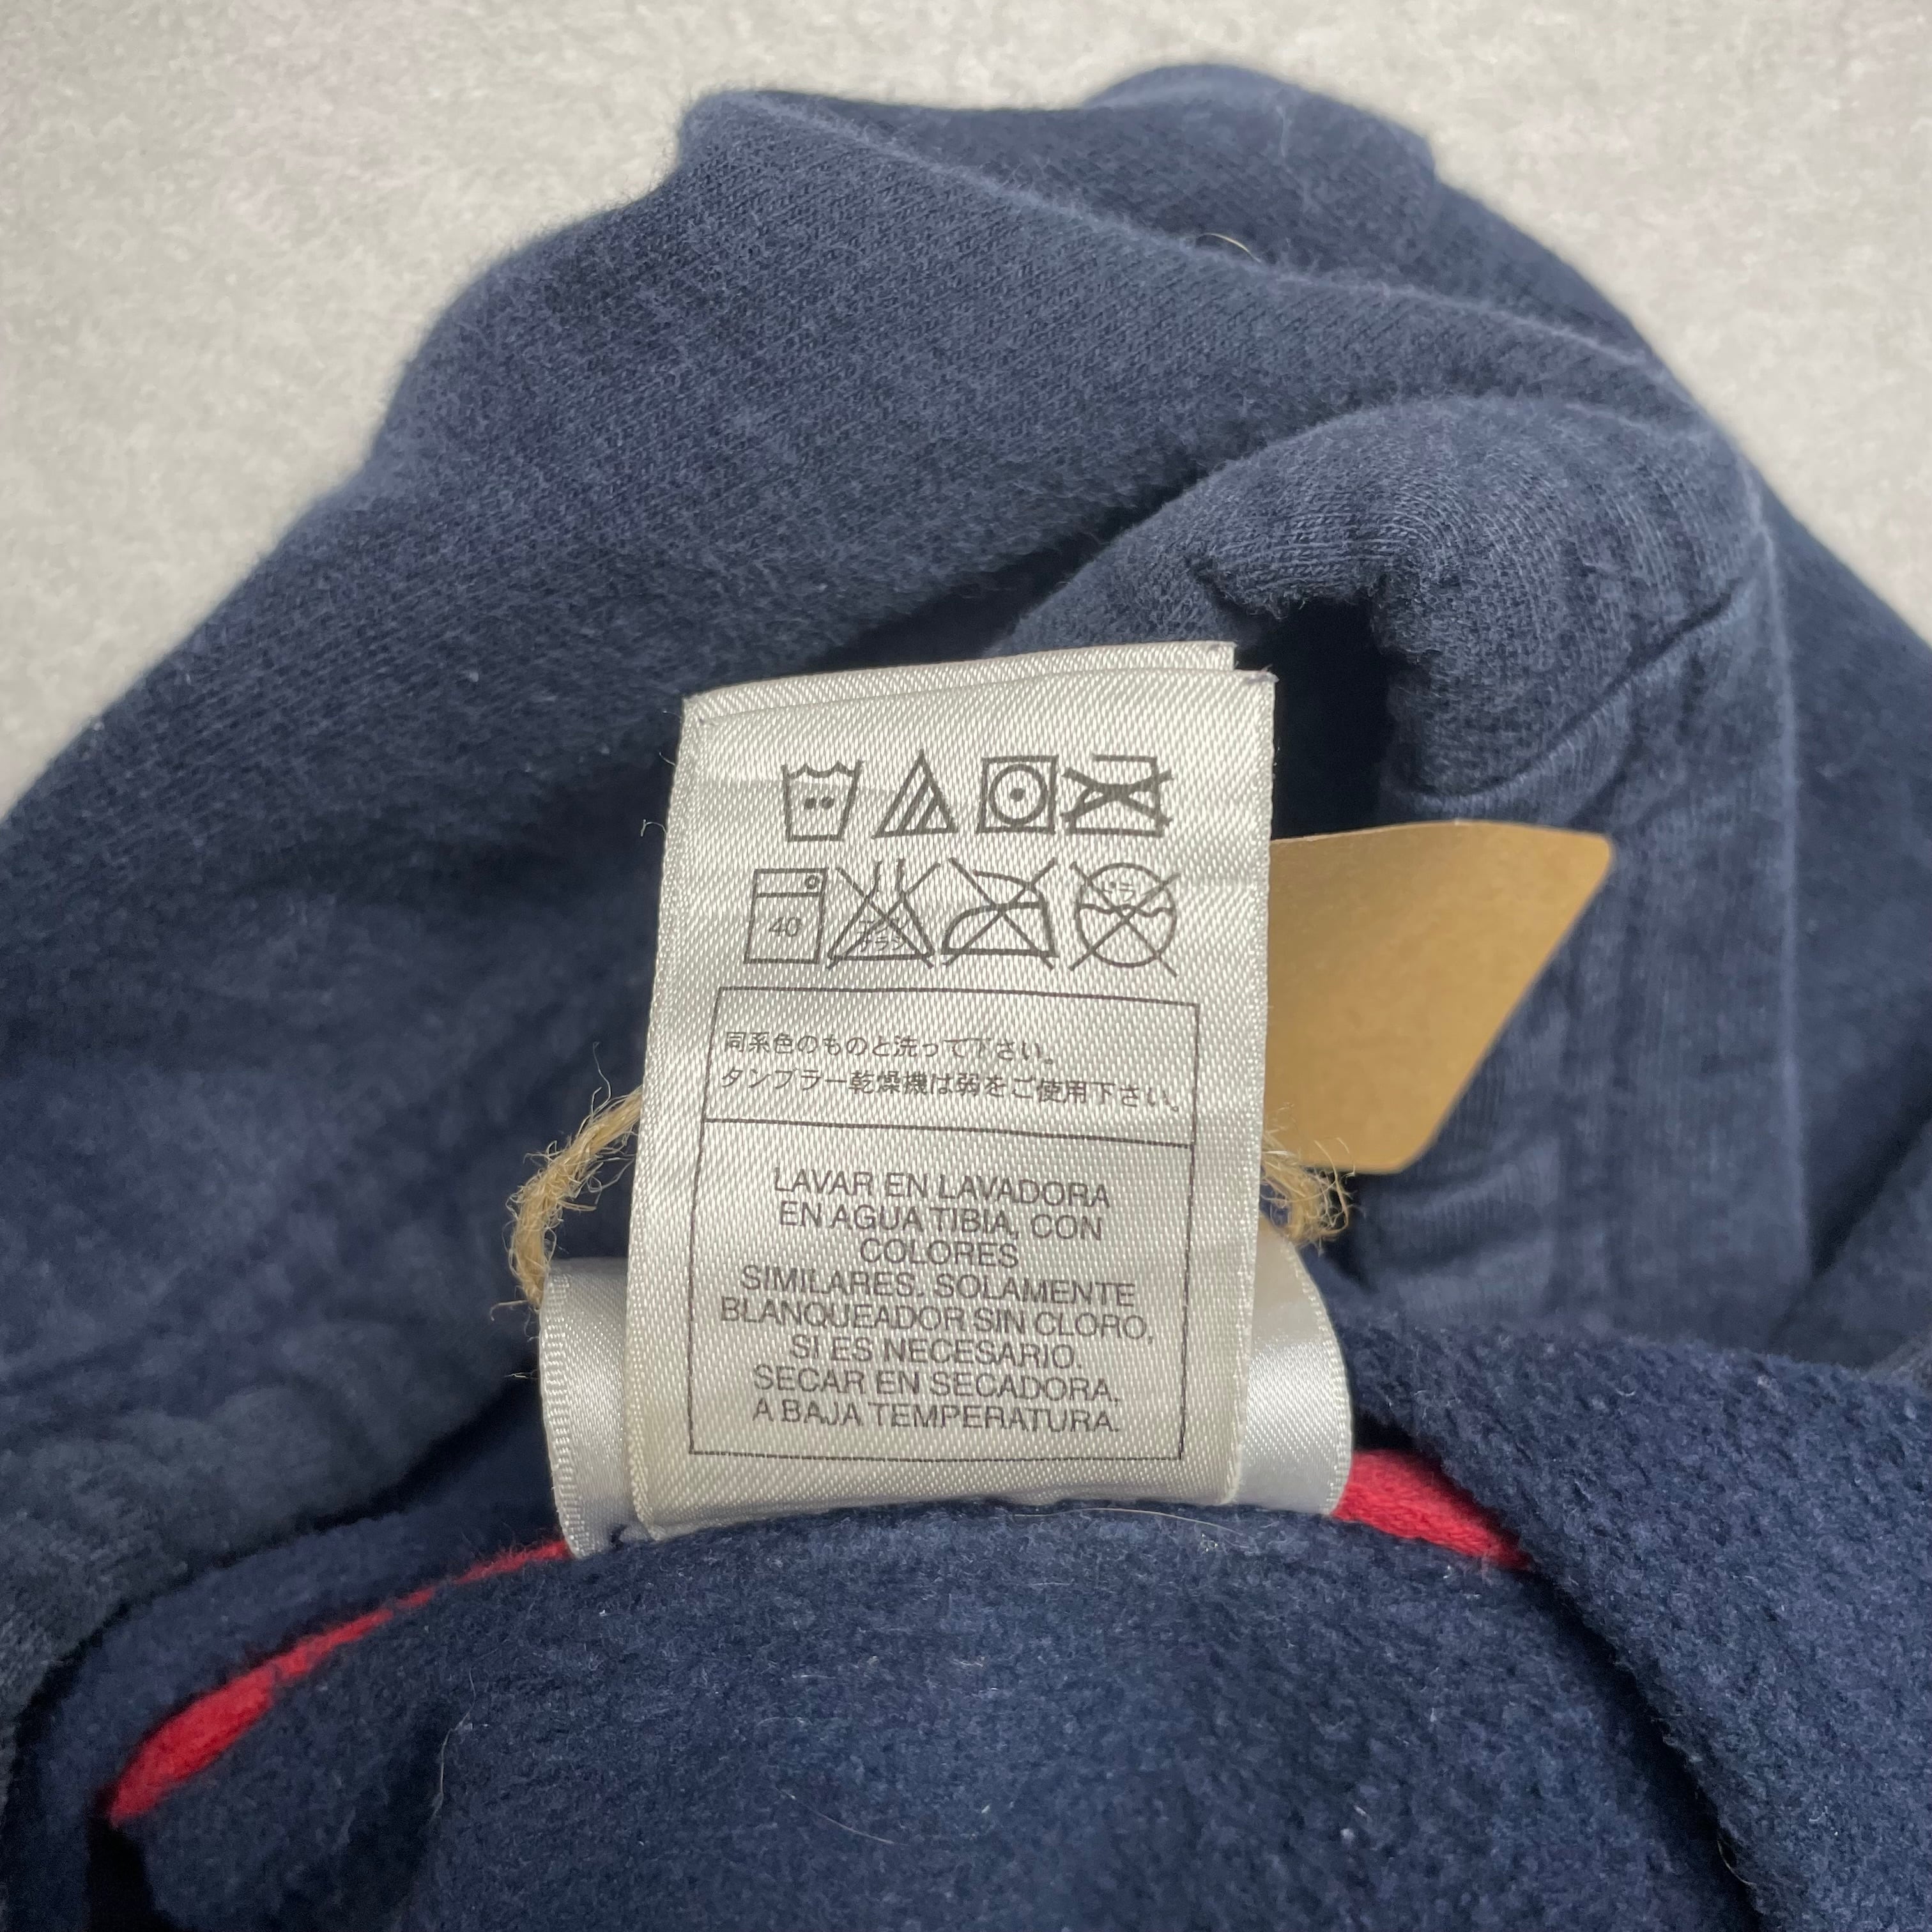 40
同系色のものと洗って下さい。
タンブラー乾燥機は弱をご使用下さい。
LAVAR EN LAVADORA
EN AGUA TIBIA, CON
COLORES
SIMILARES. SOLAMENTE
BLANQUEADOR SIN CLORO,
SI ES NECESARIO.
SECAR EN SECADORA,
A BAJA TEMPERATURA.